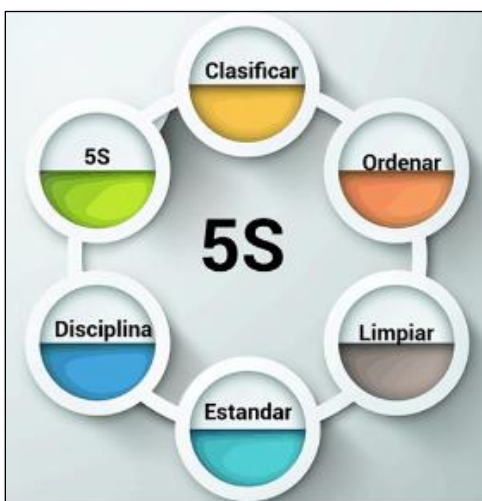 Clasificar
5S
Ordenar
5S
Disciplina
Limpiar
Estandar